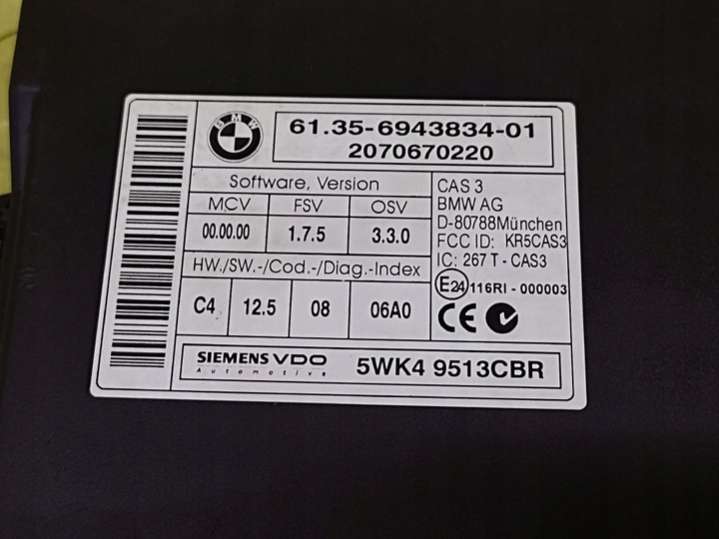 BMW
61.35-6943834-01
2070670220
Software, Version
MCV FSV OSV
00.00.00 1.7.5 3.3.0
HW./SW.-/Cod.-/Diag.-Index
C4 12.5 08 06A0
CAS 3
BMW AG
D-80788München
FCC ID: KR5CAS3
IC: 267 T - CAS3
E24 116RI - 000003
CE
SIEMENS VDO
Automotive
5WK4 9513CBR